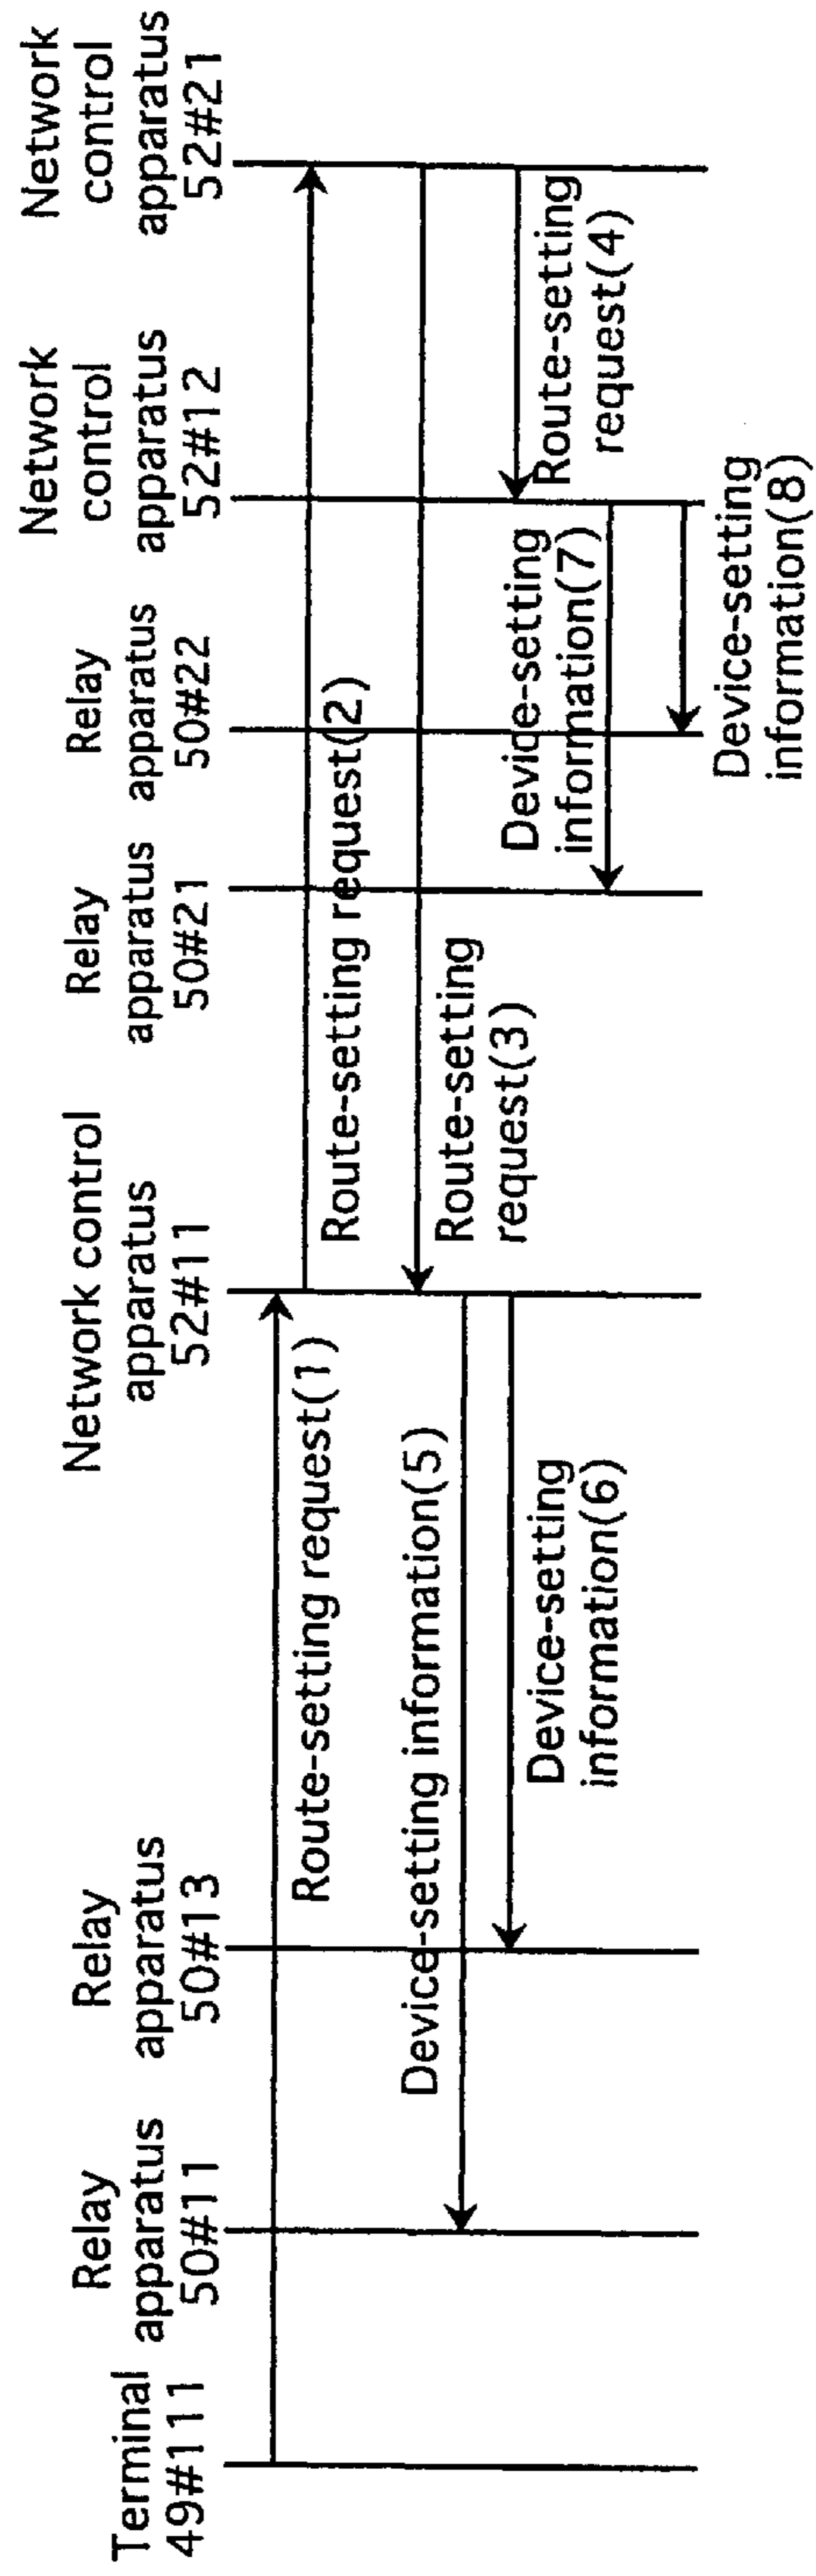 Terminal
49#111
Relay
apparatus
50#11
Relay
apparatus
50#13
Network control
apparatus
52#11
Relay
apparatus
50#21
Relay
apparatus
50#22
Network
control
apparatus
52#12
Network
control
apparatus
52#21
Route-setting request(1)
Route-setting request(2)
Route-setting
request(3)
Route-setting
request(4)
Device-setting information(5)
Device-setting
information(6)
Device-setting
information(7)
Device-setting
information(8)